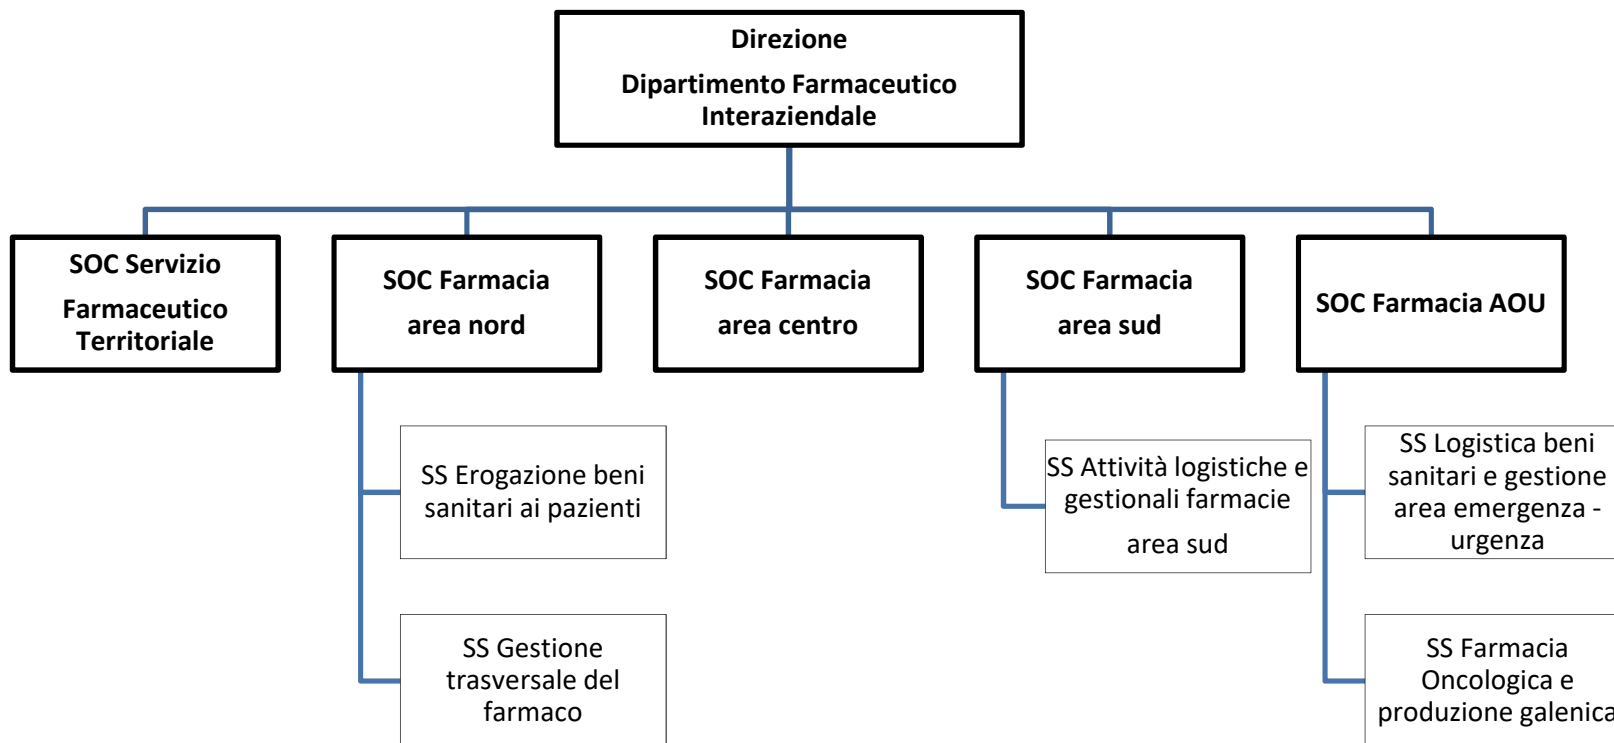 Direzione
Dipartimento Farmaceutico
Interaziendale
SOC Servizio
Farmaceutico
Territoriale
SOC Farmacia
area nord
SOC Farmacia
area centro
SOC Farmacia
area sud
SOC Farmacia AOU
SS Erogazione beni
sanitari ai pazienti
SS Gestione
trasversale del
farmaco
SS Attività logistiche e
gestionali farmacie
area sud
SS Logistica beni
sanitari e gestione
area emergenza -
urgenza
SS Farmacia
Oncologica e
produzione galenica